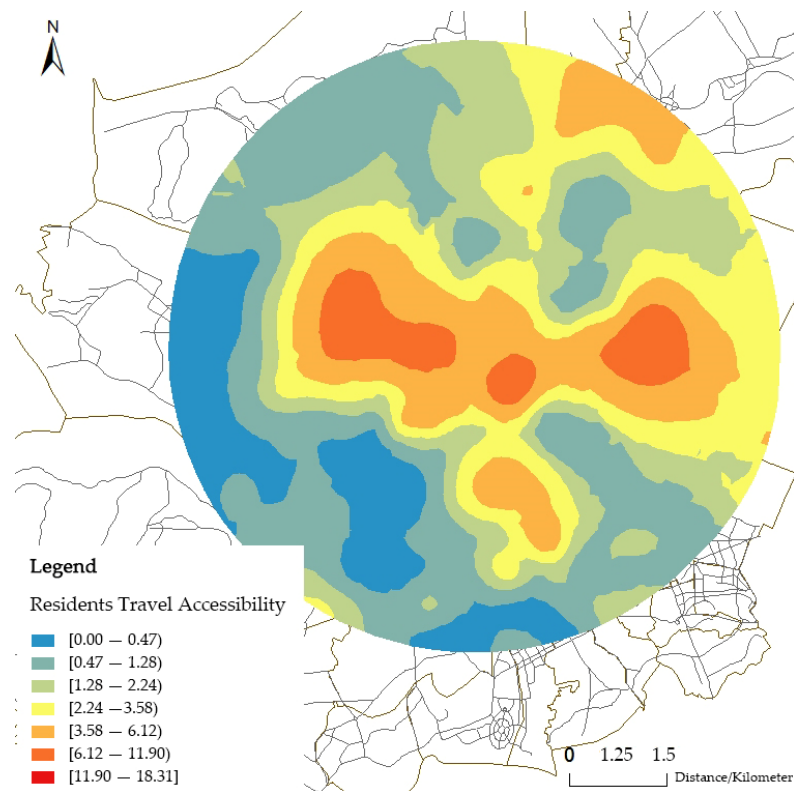 N
Legend
Residents Travel Accessibility
[0.00 — 0.47)
[0.47 — 1.28)
[1.28 — 2.24)
[2.24 —3.58)
[3.58 — 6.12)
[6.12 — 11.90)
[11.90 — 18.31]
0 1.25 1.5
Distance/Kilometer